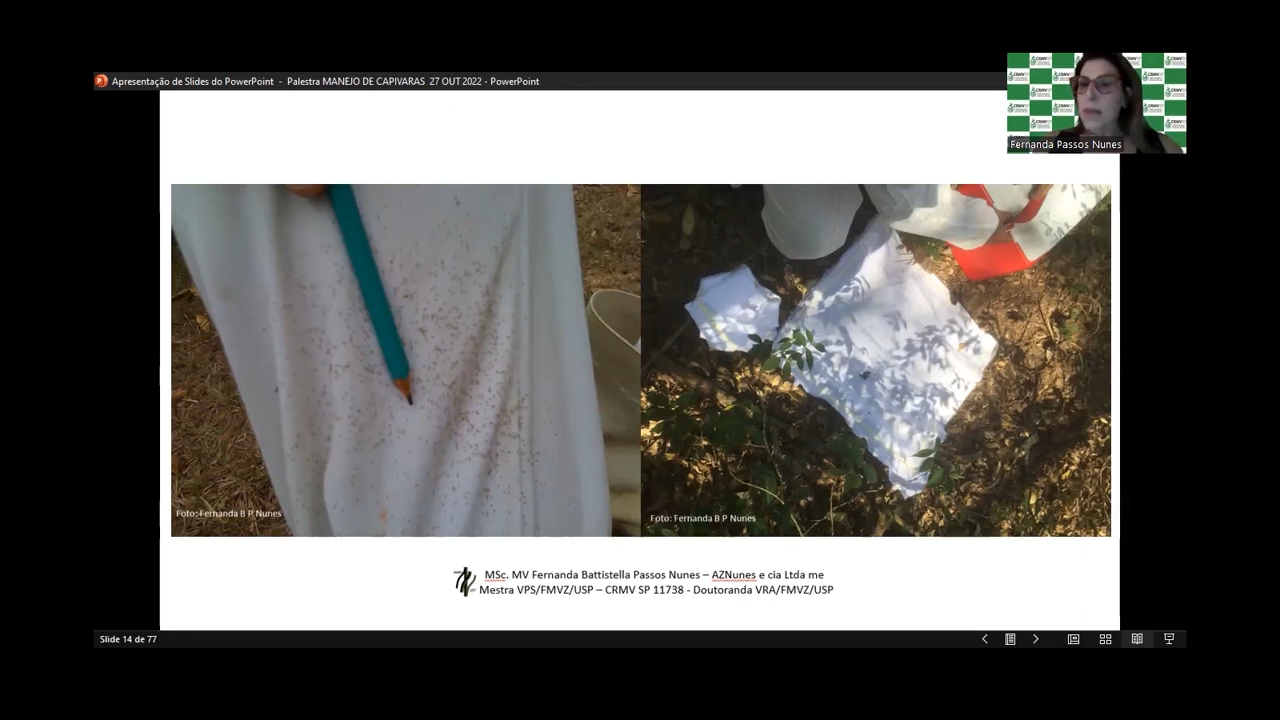 Apresentação de Slides do PowerPoint - Palestra MANEJO DE CAPIVARAS 27 OUT 2022 - PowerPoint
CRMV
Fernanda Passos Nunes
Foto: Fernanda B P Nunes
Foto: Fernanda B P Nunes
MSc. MV Fernanda Battistella Passos Nunes – AZNunes e cia Ltda me
Mestra VPS/FMVZ/USP – CRMV SP 11738 - Doutoranda VRA/FMVZ/USP
Slide 14 de 77